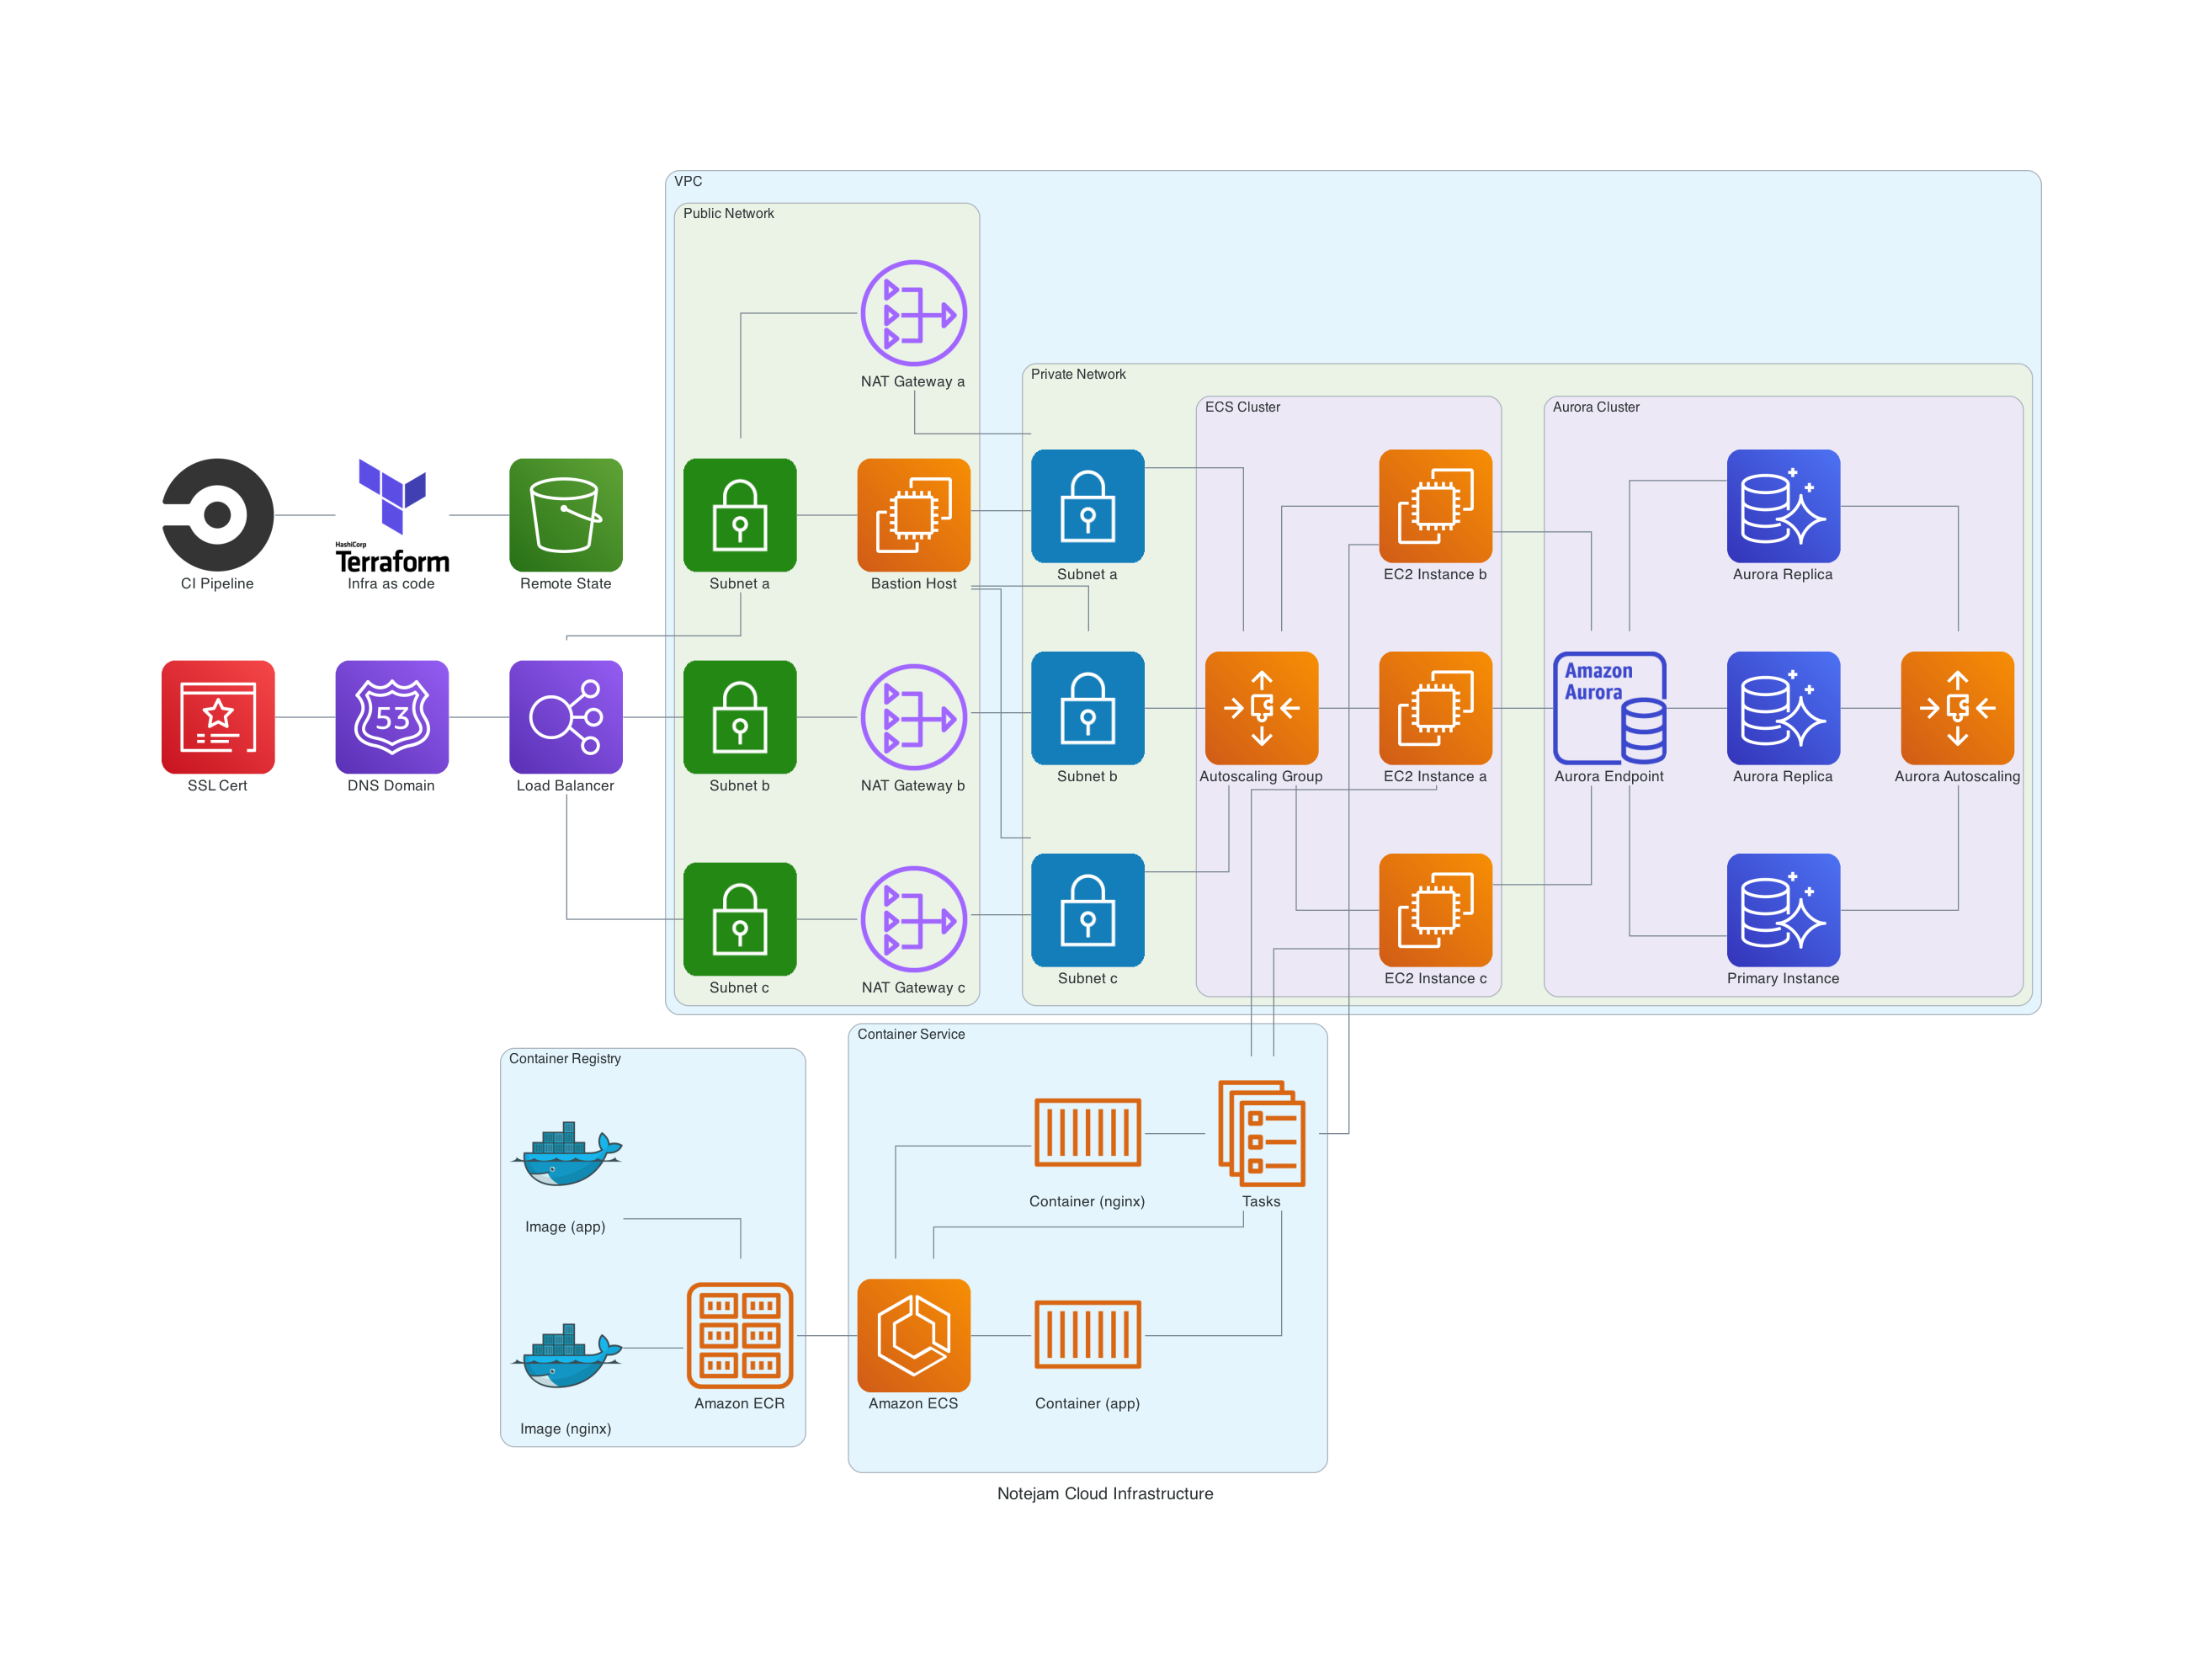 VPC
Public Network
NAT Gateway a
Private Network
ECS Cluster
Aurora Cluster
HashiCorp
Terraform
CI Pipeline
Infra as code
Remote State
Subnet a
Bastion Host
Subnet a
EC2 Instance b
Aurora Replica
53
Amazon
Aurora
SSL Cert
DNS Domain
Load Balancer
Subnet b
NAT Gateway b
Subnet b
Autoscaling Group
EC2 Instance a
Aurora Endpoint
Aurora Replica
Aurora Autoscaling
Subnet c
NAT Gateway c
Subnet c
EC2 Instance c
Primary Instance
Container Service
Container Registry
Container (nginx)
Tasks
Image (app)
Amazon ECR
Amazon ECS
Container (app)
Image (nginx)
Notejam Cloud Infrastructure